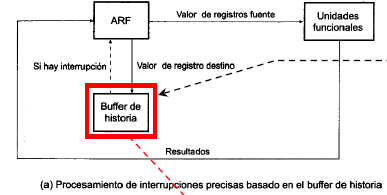 ARF
Valor de registros fuente
Unidades
funcionales
Si hay interrupción
Valor de registro destino
Buffer de
historia
Resultados
(a) Procesamiento de interrupciones precisas basado en el buffer de historia